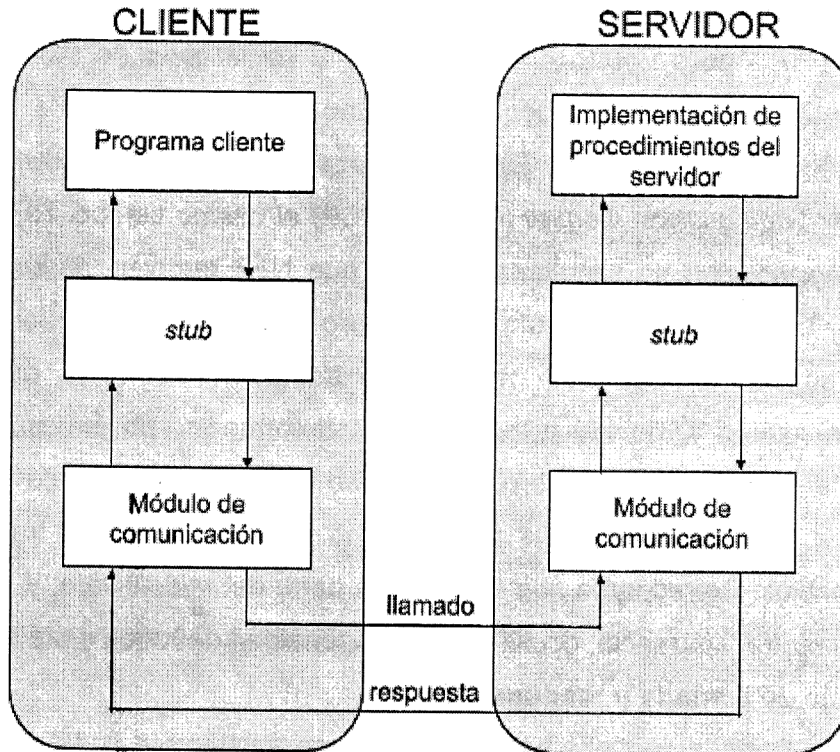 CLIENTE
SERVIDOR
Programa cliente
Implementación de
procedimientos del
servidor
stub
stub
Módulo de
comunicación
Módulo de
comunicación
llamado
respuesta